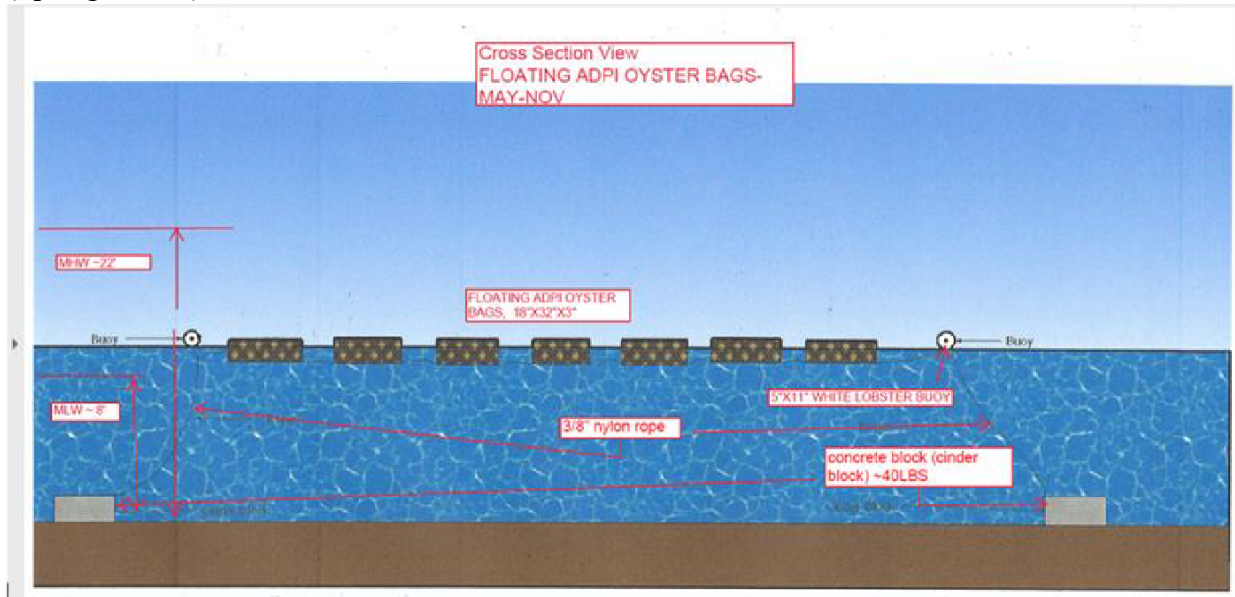 Cross Section View
FLOATING ADPI OYSTER BAGS-
MAY-NOV
MHW ~22'
FLOATING ADPI OYSTER
BAGS, 18"X32"X3"
Buoy
Buoy
MLW ~ 8'
5"X11" WHITE LOBSTER BUOY
3/8" nylon rope
concrete block (cinder
block) ~40LBS